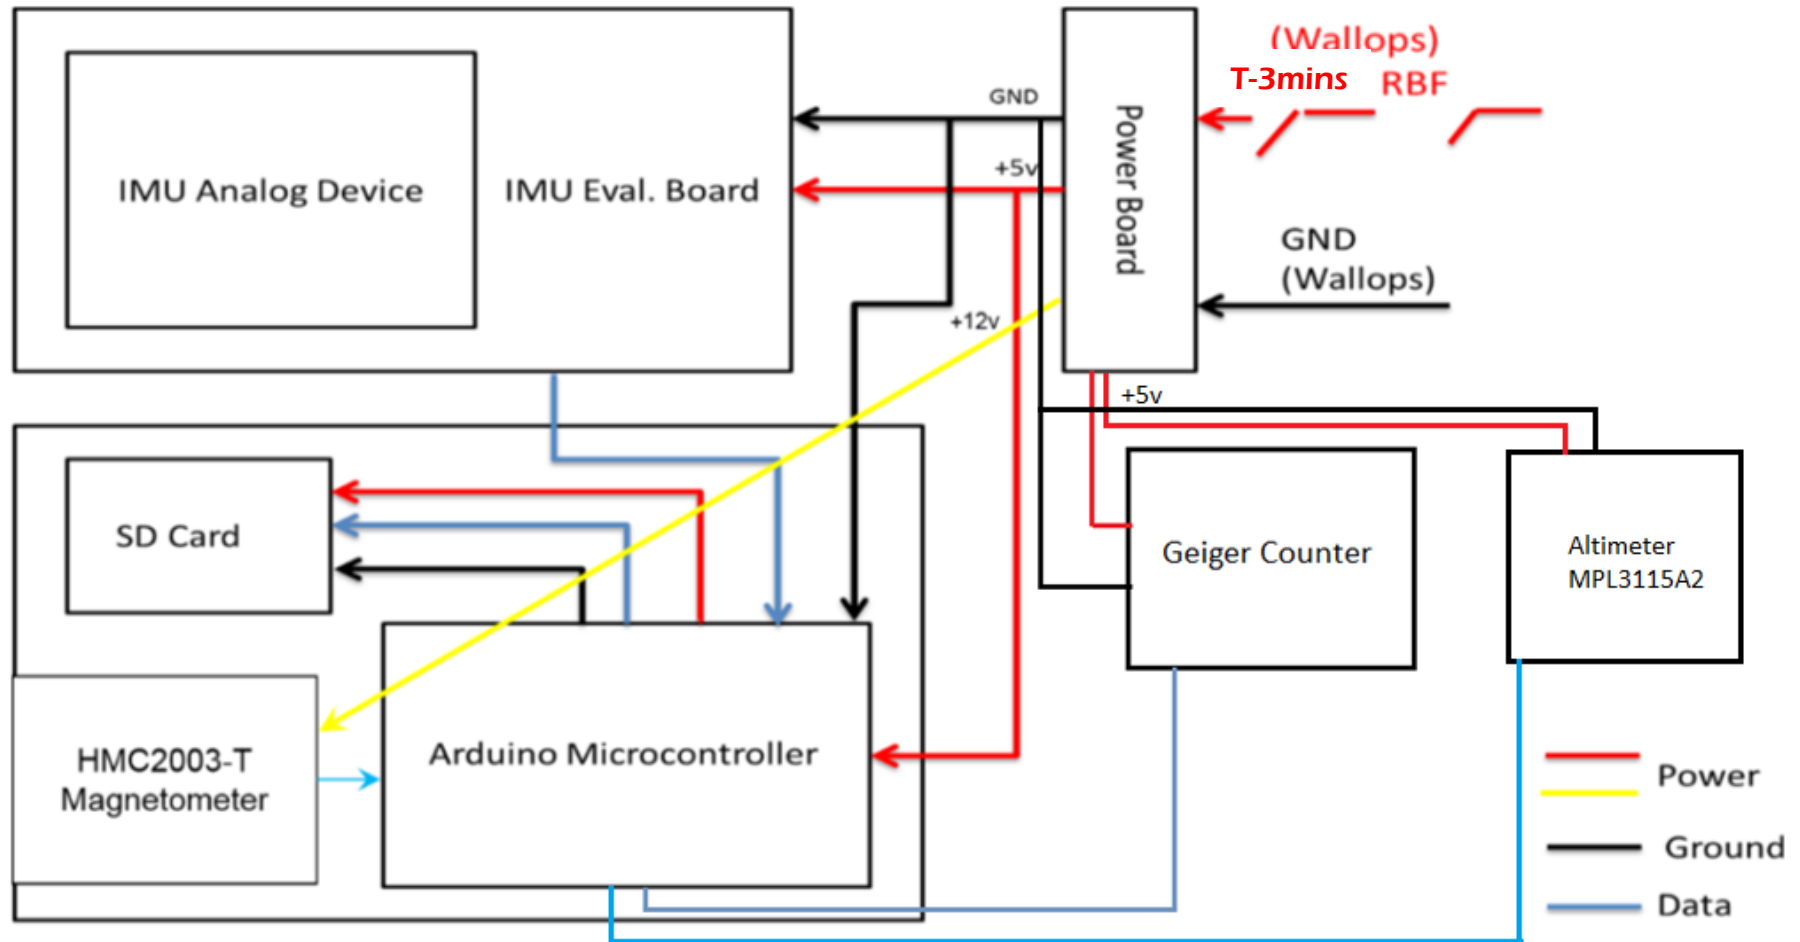 (Wallops)
T-3mins RBF
GND
Power Board
+5v
IMU Analog Device
IMU Eval. Board
GND
(Wallops)
+12v
+5v
SD Card
Geiger Counter
Altimeter
MPL3115A2
HMC2003-T
Magnetometer
Arduino Microcontroller
Power
Ground
Data